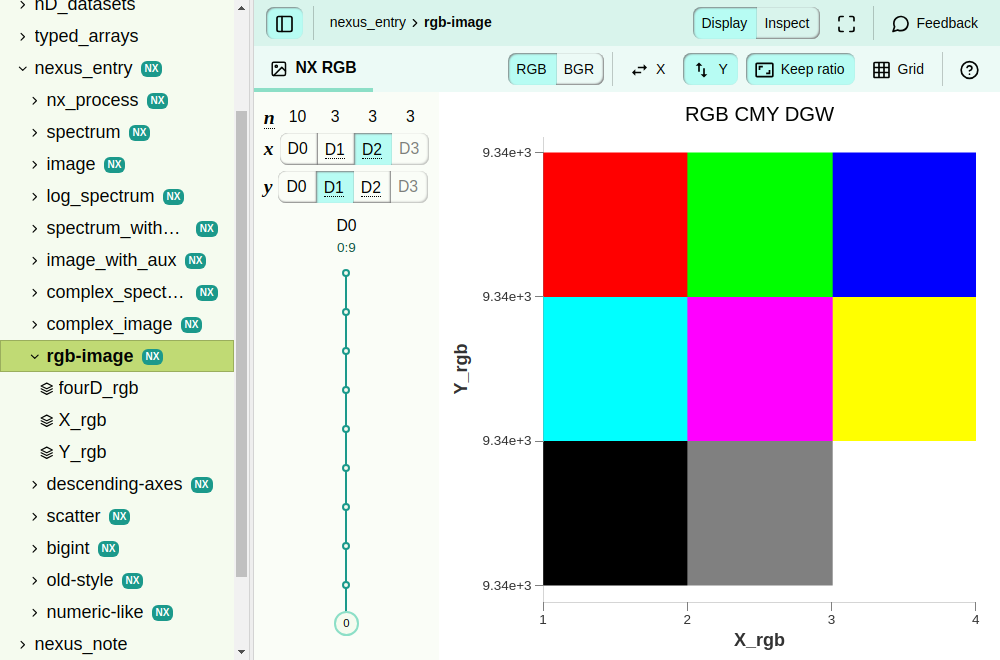 nD_datasets
typed_arrays
nexus_entry NX
nx_process NX
spectrum NX
image NX
log_spectrum NX
spectrum_with… NX
image_with_aux NX
complex_spect… NX
complex_image NX
rgb-image NX
fourD_rgb
X_rgb
Y_rgb
descending-axes NX
scatter NX
bigint NX
old-style NX
numeric-like NX
nexus_note
nexus_entry › rgb-image
Display Inspect
Feedback
NX RGB
RGB BGR
X
Y
Keep ratio
Grid
n 10 3 3 3
x D0 D1 D2 D3
y D0 D1 D2 D3
D0
0:9
0
RGB CMY DGW
9.34e+3
9.34e+3
9.34e+3
9.34e+3
Y_rgb
1 2 3 4
X_rgb